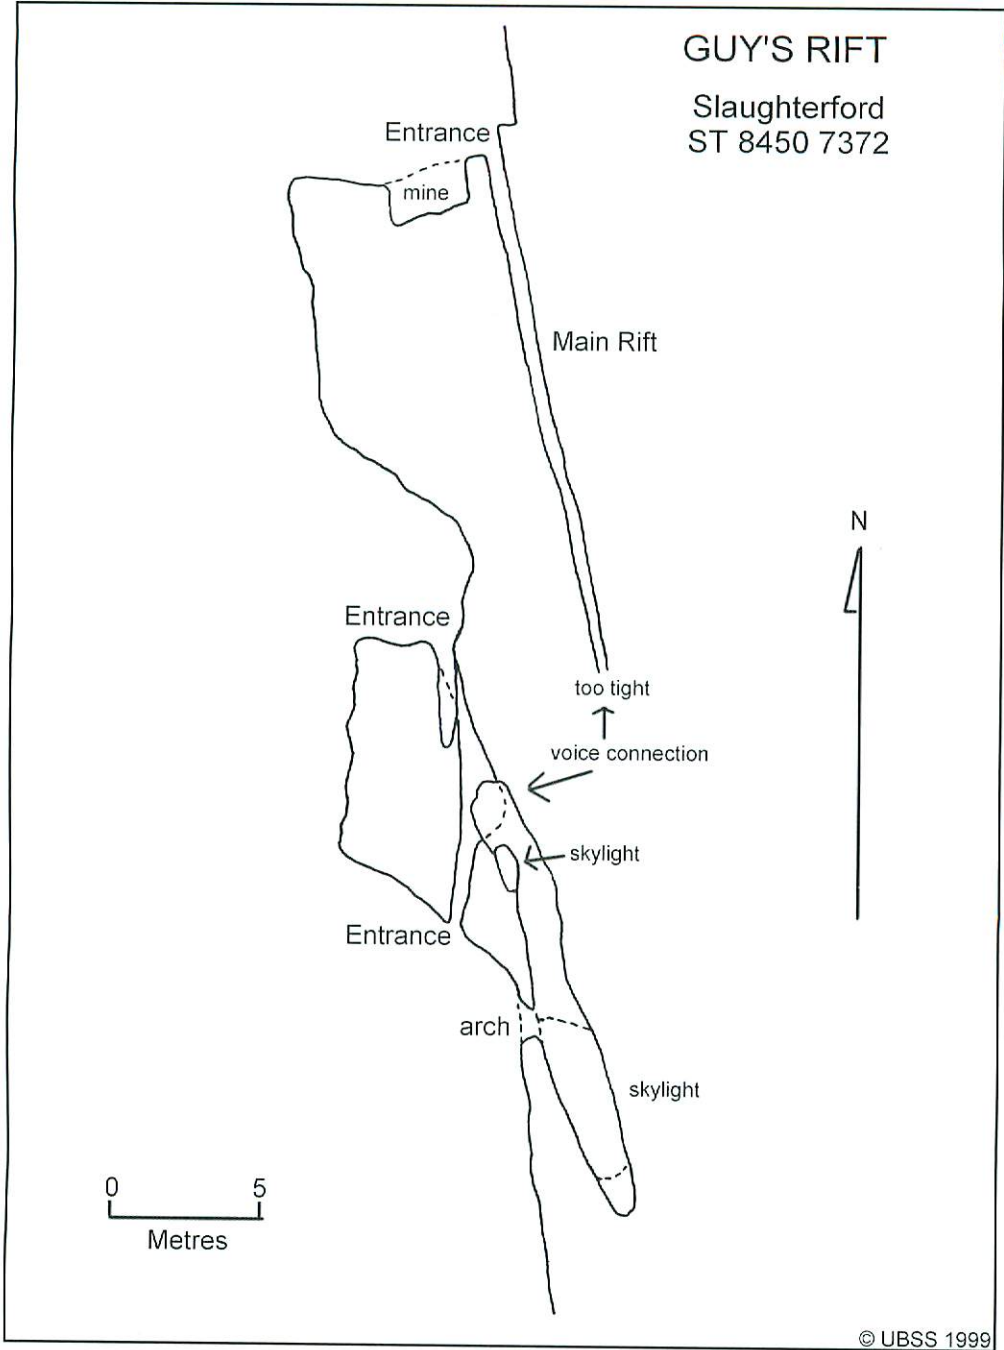 GUY'S RIFT
Slaughterford
ST 8450 7372
Entrance
mine
Main Rift
N
Entrance
too tight
voice connection
skylight
Entrance
arch
skylight
0 5
Metres
© UBSS 1999